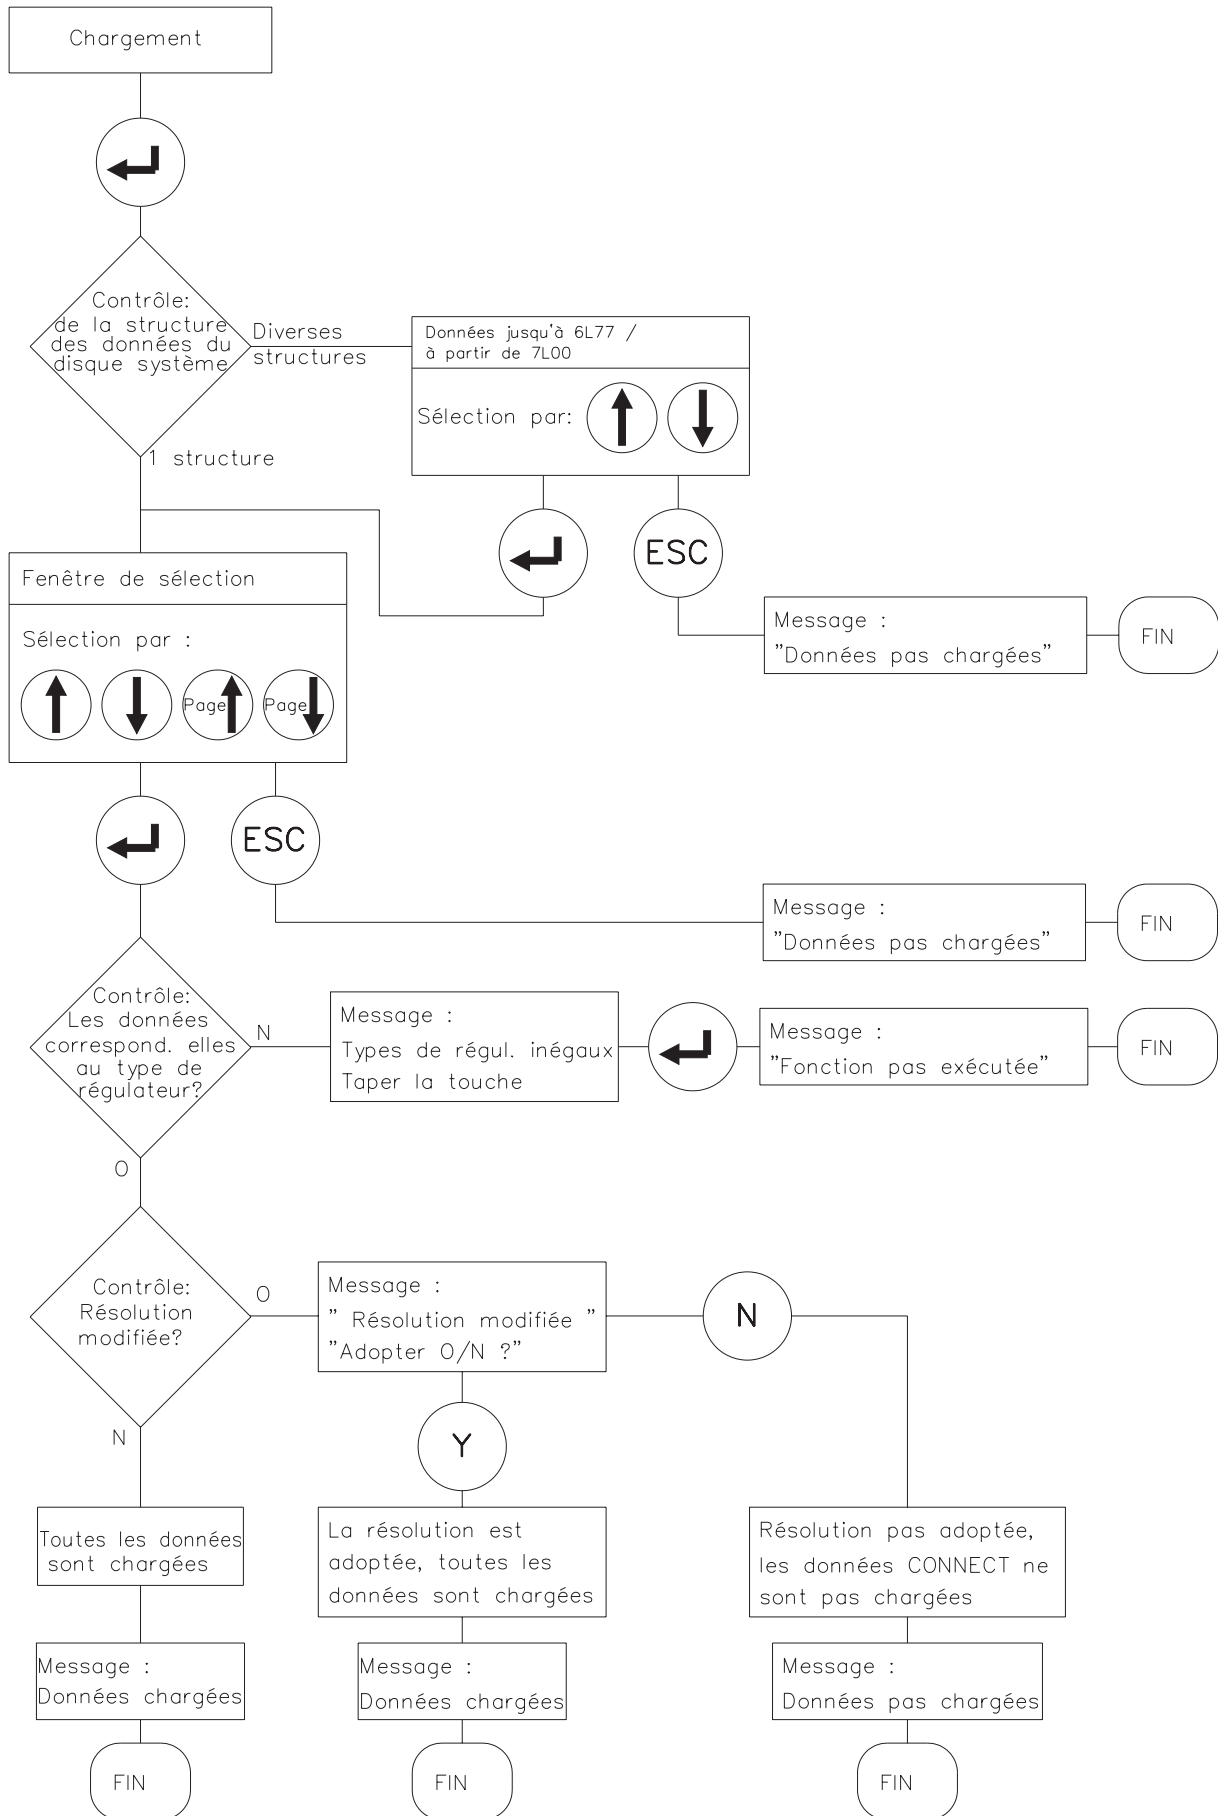 Chargement
Contrôle:
de la structure
des données du
disque système
Diverses
structures
Données jusqu'à 6L77 /
à partir de 7L00
Sélection par:
1 structure
ESC
Fenêtre de sélection
Sélection par :
Page
Page
Message :
"Données pas chargées"
FIN
ESC
Message :
"Données pas chargées"
FIN
Contrôle:
Les données
correspond. elles
au type de
régulateur?
N
Message :
Types de régul. inégaux
Taper la touche
Message :
"Fonction pas exécutée"
FIN
O
Contrôle:
Résolution
modifiée?
O
Message :
" Résolution modifiée "
"Adopter O/N ?"
N
N
Y
Toutes les données
sont chargées
La résolution est
adoptée, toutes les
données sont chargées
Résolution pas adoptée,
les données CONNECT ne
sont pas chargées
Message :
Données chargées
Message :
Données chargées
Message :
Données pas chargées
FIN
FIN
FIN